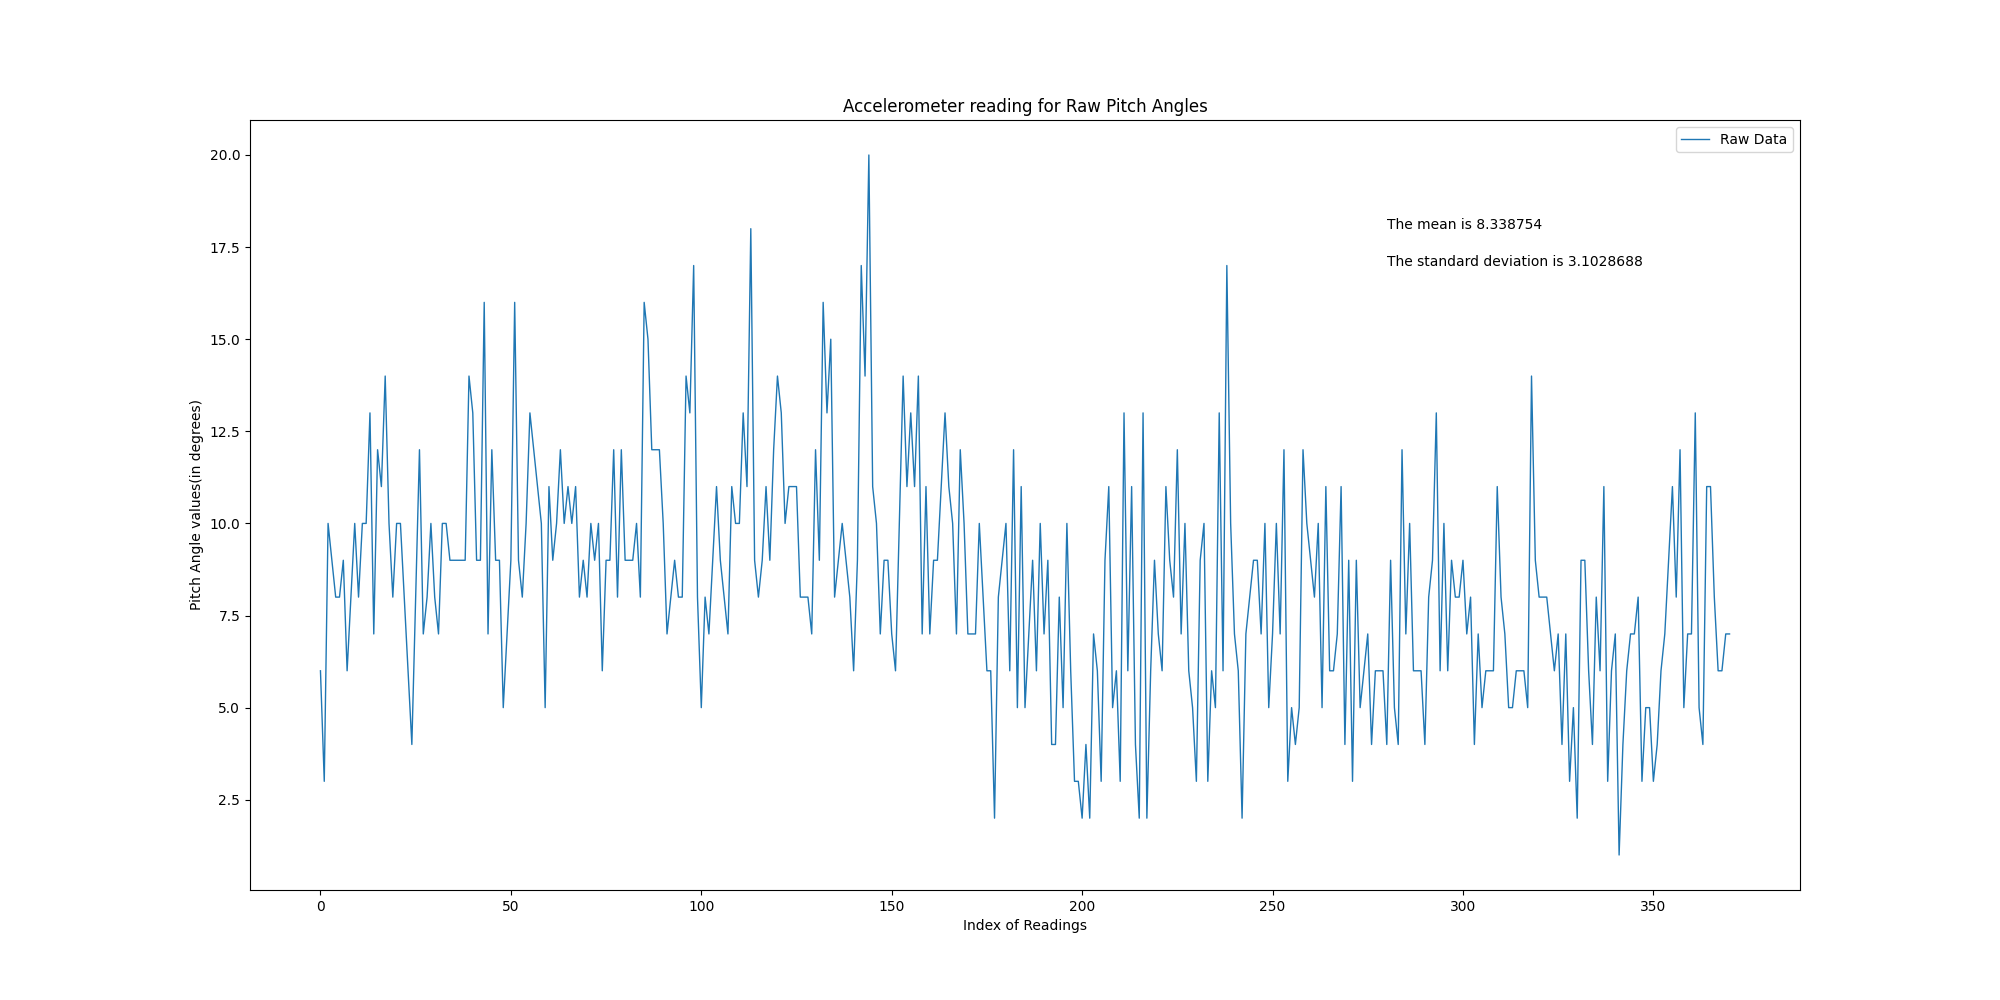 Accelerometer reading for Raw Pitch Angles
Raw Data
The mean is 8.338754
The standard deviation is 3.1028688
Pitch Angle values(in degrees)
20.0
17.5
15.0
12.5
10.0
7.5
5.0
2.5
0 50 100 150 200 250 300 350
Index of Readings